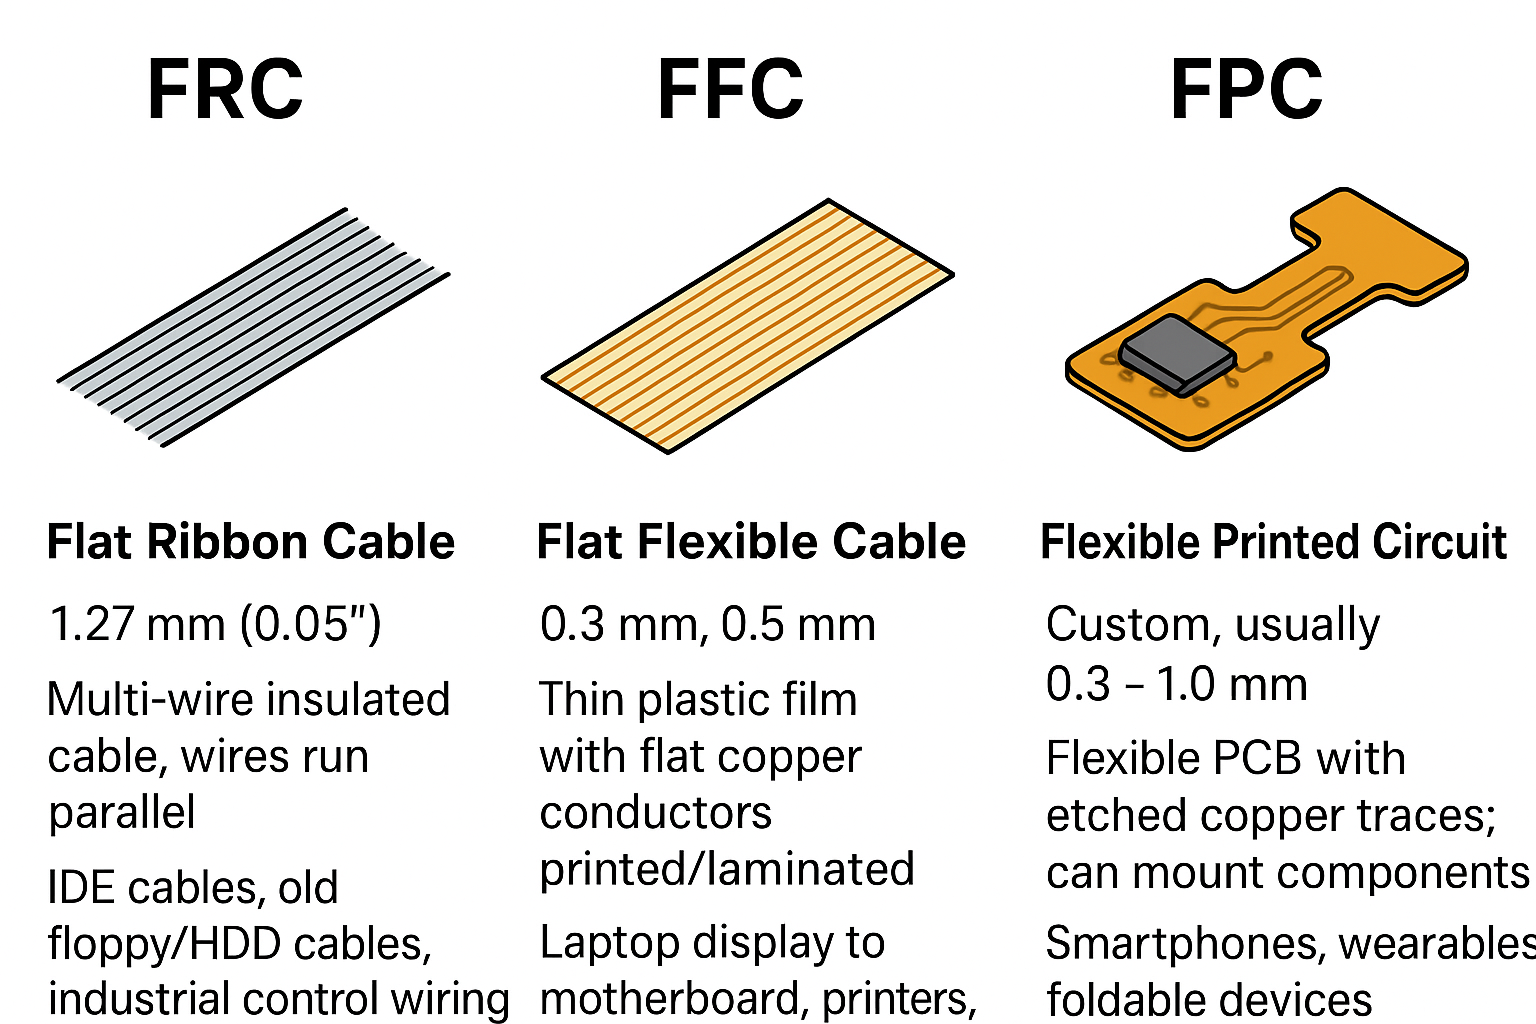 FRC
Flat Ribbon Cable
1.27 mm (0.05″)
Multi-wire insulated
cable, wires run
parallel
IDE cables, old
floppy/HDD cables,
industrial control wiring
FFC
Flat Flexible Cable
0.3 mm, 0.5 mm
Thin plastic film
with flat copper
conductors
printed/laminated
Laptop display to
motherboard, printers,
FPC
Flexible Printed Circuit
Custom, usually
0.3 – 1.0 mm
Flexible PCB with
etched copper traces;
can mount components
Smartphones, wearables
foldable devices